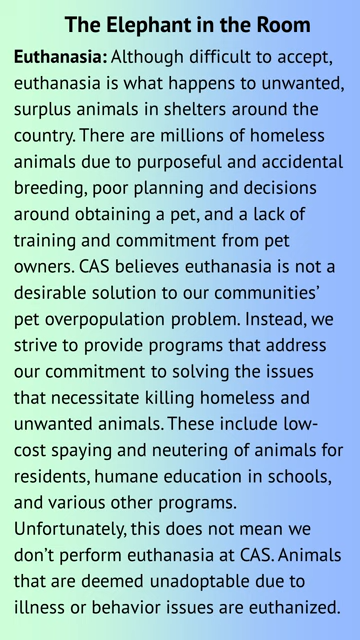 The Elephant in the Room
Euthanasia: Although difficult to accept,
euthanasia is what happens to unwanted,
surplus animals in shelters around the
country. There are millions of homeless
animals due to purposeful and accidental
breeding, poor planning and decisions
around obtaining a pet, and a lack of
training and commitment from pet
owners. CAS believes euthanasia is not a
desirable solution to our communities’
pet overpopulation problem. Instead, we
strive to provide programs that address
our commitment to solving the issues
that necessitate killing homeless and
unwanted animals. These include low-
cost spaying and neutering of animals for
residents, humane education in schools,
and various other programs.
Unfortunately, this does not mean we
don’t perform euthanasia at CAS. Animals
that are deemed unadoptable due to
illness or behavior issues are euthanized.